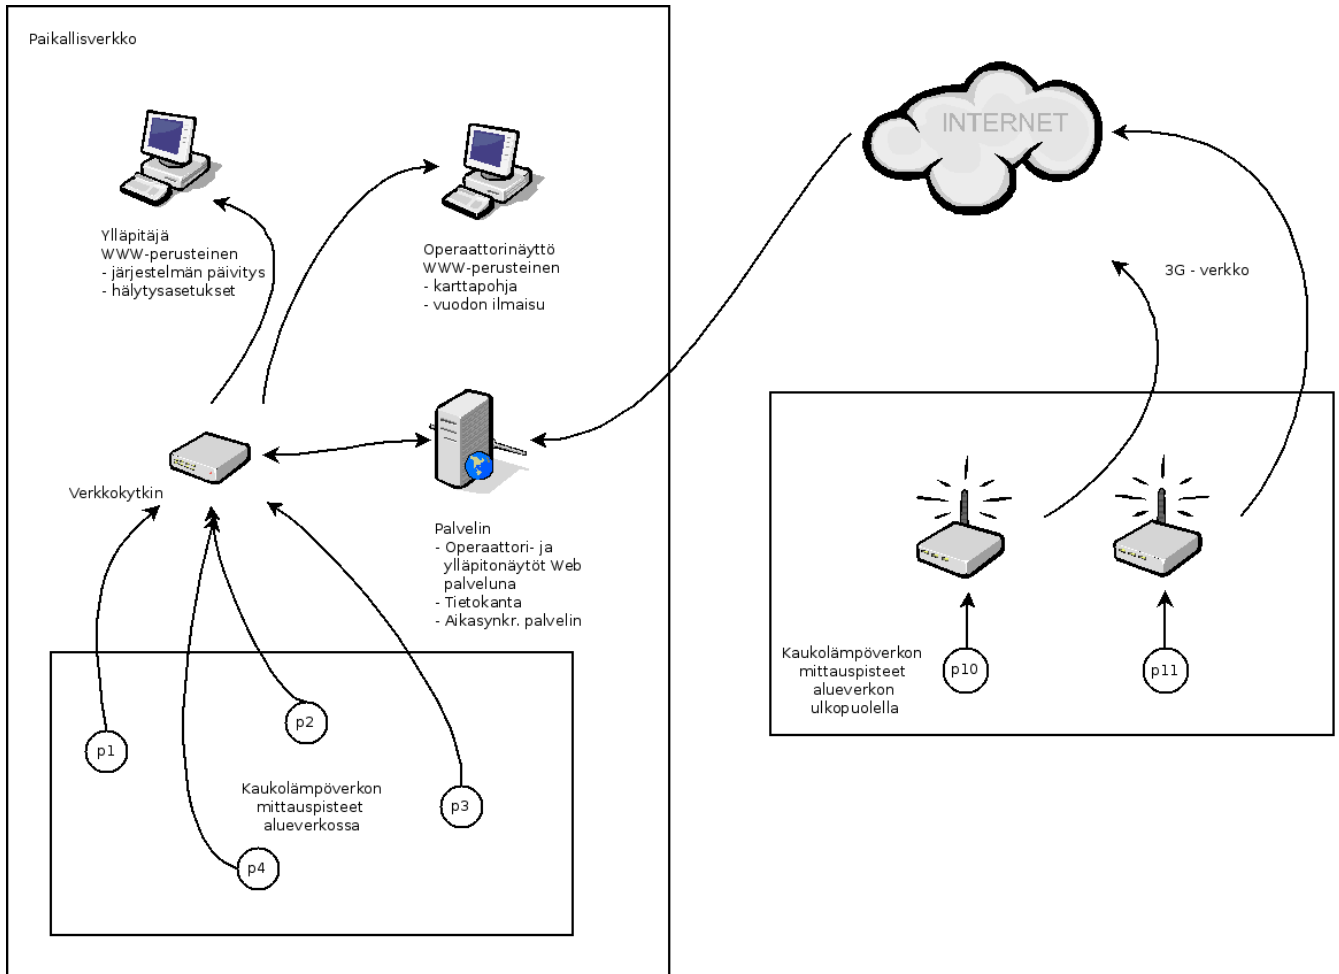 Paikallisverkko
INTERNET
Ylläpitäjä
WWW-perusteinen
- järjestelmän päivitys
- hälytysasetukset
Operaattorinäyttö
WWW-perusteinen
- karttapohja
- vuodon ilmaisu
3G - verkko
Verkkokytkin
Palvelin
- Operaattori- ja
ylläpitonäytöt Web
palveluna
- Tietokanta
- Aikasynkr. palvelin
Kaukolämpöverkon
mittauspisteet
alueverkon
ulkopuolella
p10
p11
p1
p2
Kaukolämpöverkon
mittauspisteet
alueverkossa
p3
p4